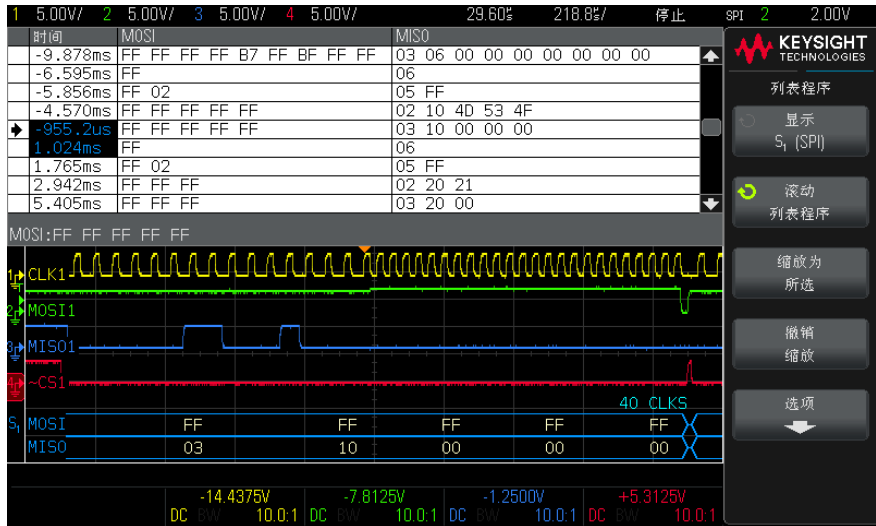 1 5.00V/ 2 5.00V/ 3 5.00V/ 4 5.00V/ 29.60㎲ 218.8㎲/ 停止 SPI 2 2.00V
时间 MOSI MISO
-9.878ms FF FF FF FF B7 FF BF FF FF 03 06 00 00 00 00 00 00 00
-6.595ms FF 06
-5.856ms FF 02 05 FF
-4.570ms FF FF FF FF FF 02 10 4D 53 4F
-955.2us FF FF FF FF FF 03 10 00 00 00
1.024ms FF 06
1.765ms FF 02 05 FF
2.942ms FF FF FF 02 20 21
5.405ms FF FF FF 03 20 00
MOSI:FF FF FF FF FF
1 CLK1
2 MOSI1
3 MISO1
4 ~CS1
40 CLKS
S1 MOSI FF FF FF FF FF
MISO 03 10 00 00 00
-14.4375V -7.8125V -1.2500V +5.3125V
DC BW 10.0:1 DC BW 10.0:1 DC BW 10.0:1 DC BW 10.0:1
KEYSIGHT
TECHNOLOGIES
列表程序
显示
S1 (SPI)
滚动
列表程序
缩放为
所选
撤销
缩放
选项